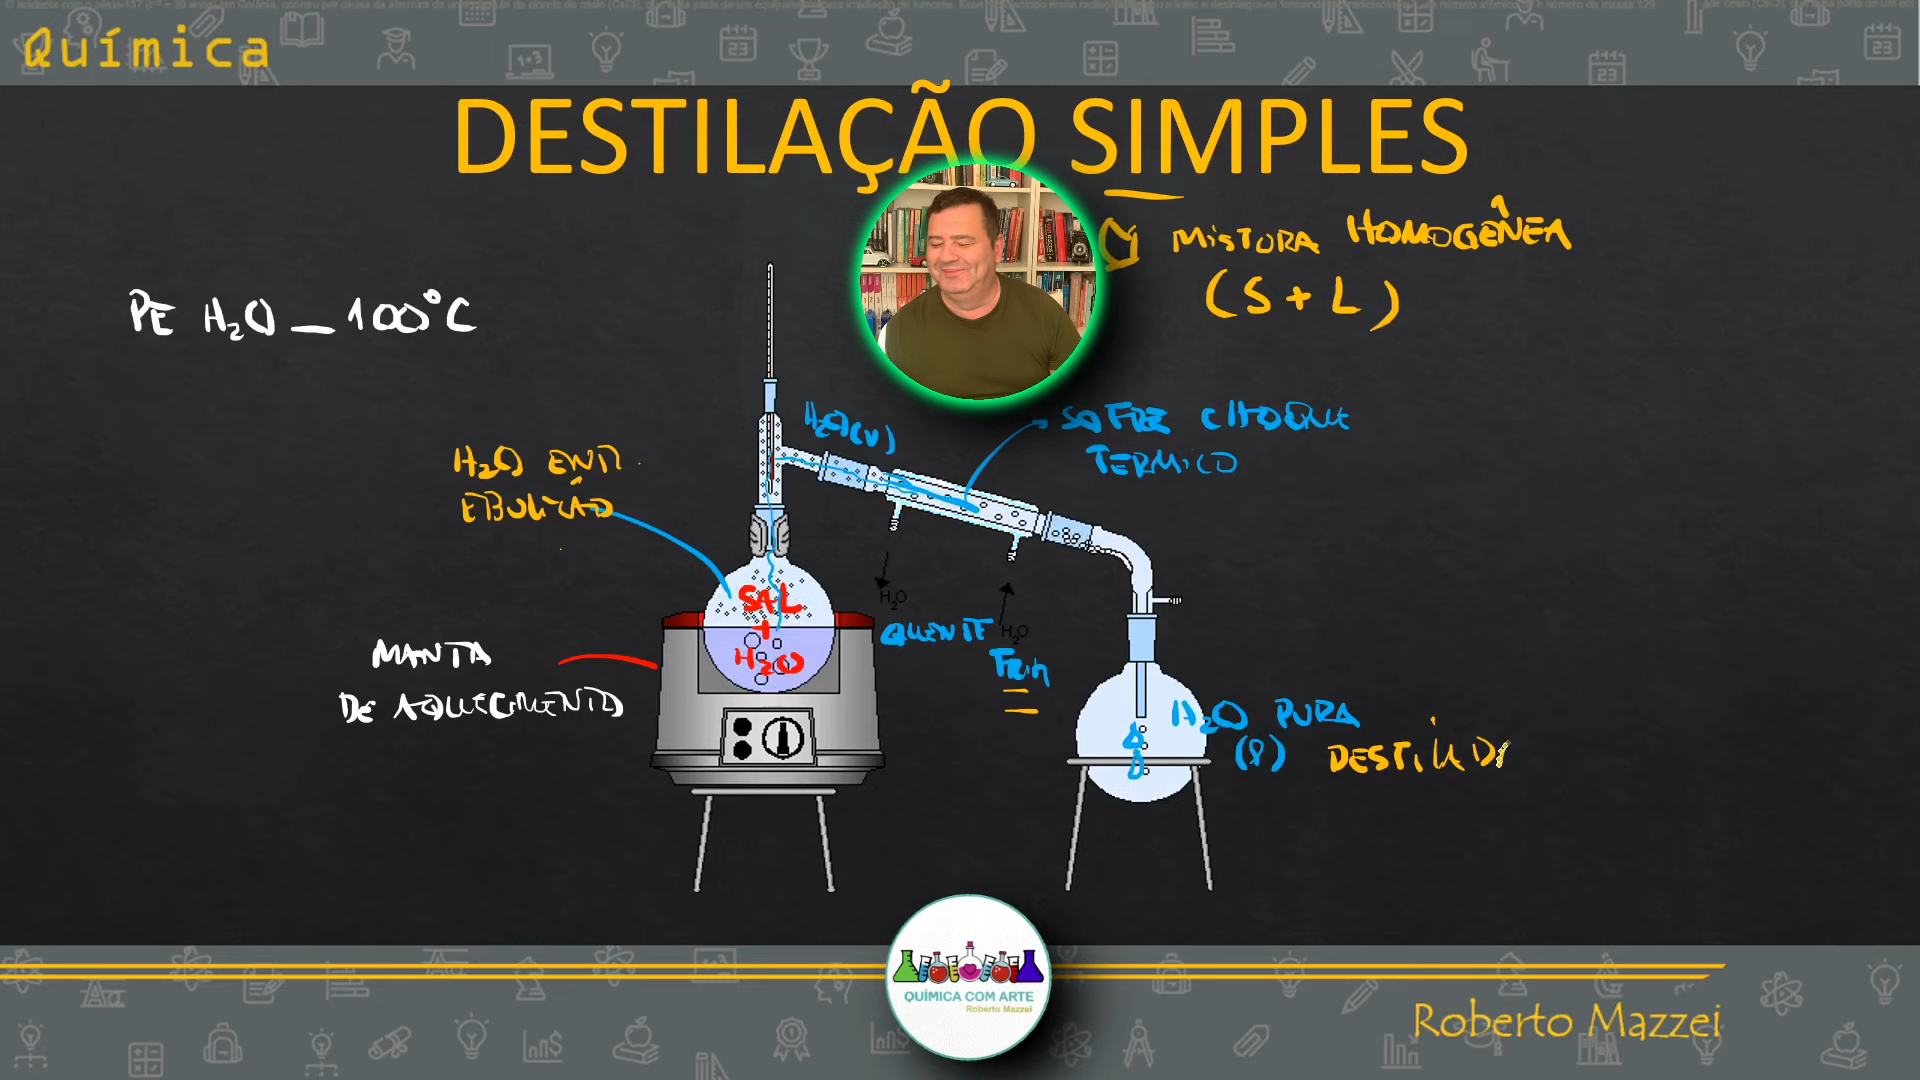 Química
DESTILAÇÃO SIMPLES
MISTURA HOMOGÊNEA
(S + L)
PE H₂O — 100°C
H₂O(V)
SOFRE CHOQUE
TERMICO
H₂O ENTR.
EBULIÇÃO
SAL
+
H₂O
H₂O
QUENTE
H₂O
FRIA
MANTA
DE AQUECIMENTO
H₂O PURA
(l) DESTILADA
QUÍMICA COM ARTE
Roberto Mazzei
Roberto Mazzei